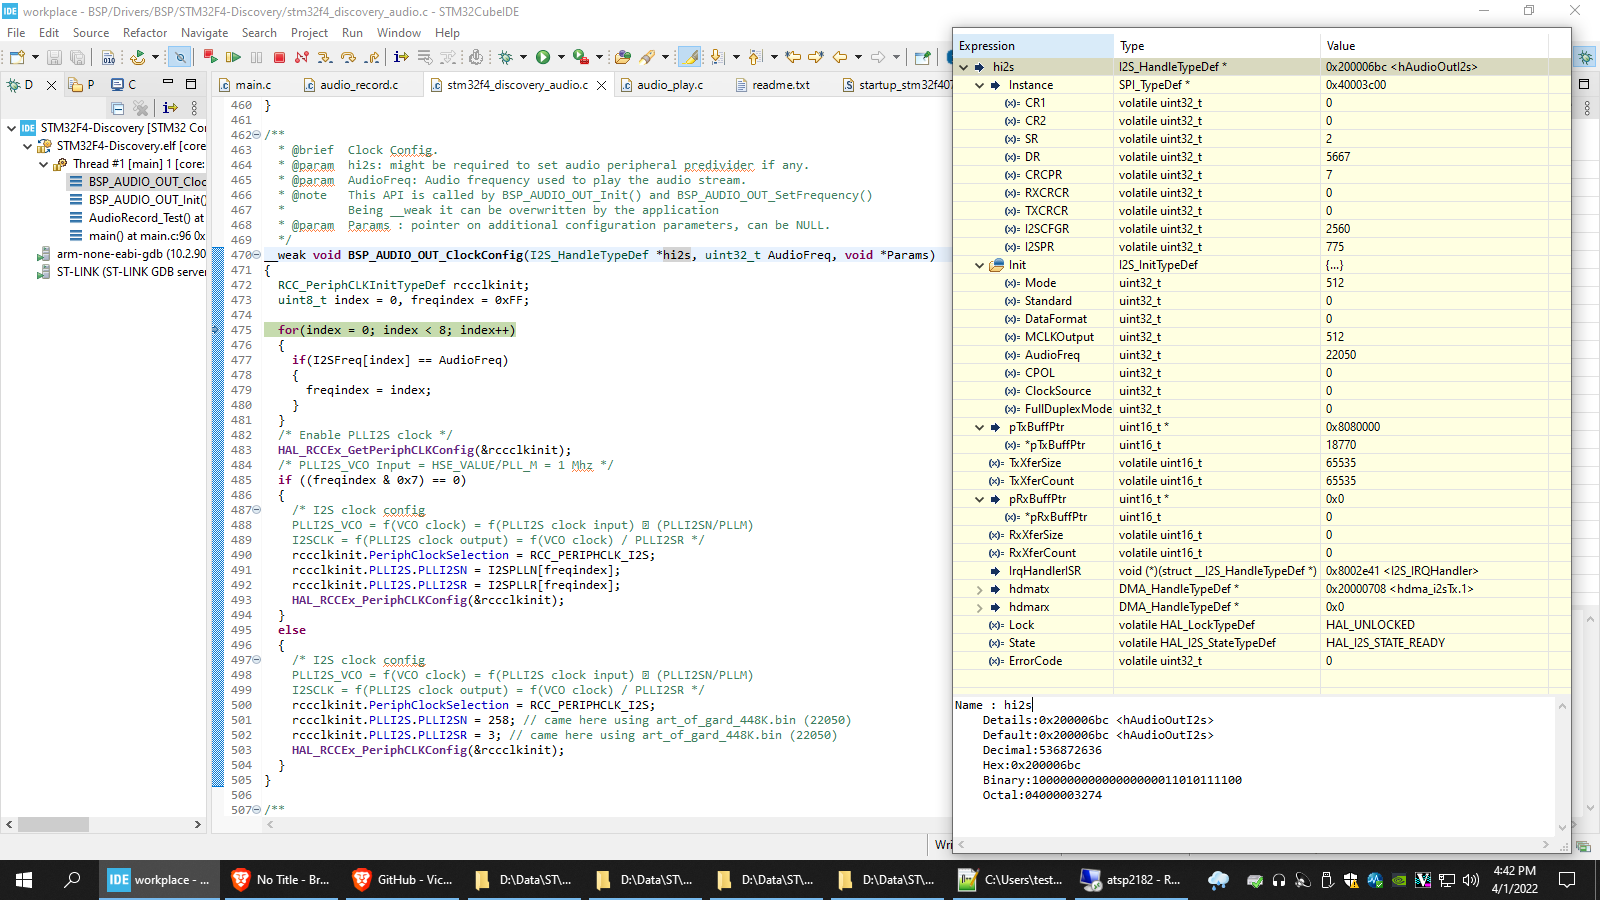 IDE workplace - BSP/Drivers/BSP/STM32F4-Discovery/stm32f4_discovery_audio.c - STM32CubeIDE
File Edit Source Refactor Navigate Search Project Run Window Help
D P C
main.c audio_record.c stm32f4_discovery_audio.c audio_play.c readme.txt startup_stm32f407
IDE STM32F4-Discovery [STM32 Cor
STM32F4-Discovery.elf [core
Thread #1 [main] 1 [core:
BSP_AUDIO_OUT_Cloc
BSP_AUDIO_OUT_Init()
AudioRecord_Test() at
main() at main.c:96 0x
arm-none-eabi-gdb (10.2.90
ST-LINK (ST-LINK GDB server
460 }
461
462 /**
463 * @brief Clock Config.
464 * @param hi2s: might be required to set audio peripheral predivider if any.
465 * @param AudioFreq: Audio frequency used to play the audio stream.
466 * @note This API is called by BSP_AUDIO_OUT_Init() and BSP_AUDIO_OUT_SetFrequency()
467 * Being __weak it can be overwritten by the application
468 * @param Params : pointer on additional configuration parameters, can be NULL.
469 */
470 __weak void BSP_AUDIO_OUT_ClockConfig(I2S_HandleTypeDef *hi2s, uint32_t AudioFreq, void *Params)
471 {
472 RCC_PeriphCLKInitTypeDef rccclkinit;
473 uint8_t index = 0, freqindex = 0xFF;
474
475 for(index = 0; index < 8; index++)
476 {
477 if(I2SFreq[index] == AudioFreq)
478 {
479 freqindex = index;
480 }
481 }
482 /* Enable PLLI2S clock */
483 HAL_RCCEx_GetPeriphCLKConfig(&rccclkinit);
484 /* PLLI2S_VCO Input = HSE_VALUE/PLL_M = 1 Mhz */
485 if ((freqindex & 0x7) == 0)
486 {
487 /* I2S clock config
488 PLLI2S_VCO = f(VCO clock) = f(PLLI2S clock input) � (PLLI2SN/PLLM)
489 I2SCLK = f(PLLI2S clock output) = f(VCO clock) / PLLI2SR */
490 rccclkinit.PeriphClockSelection = RCC_PERIPHCLK_I2S;
491 rccclkinit.PLLI2S.PLLI2SN = I2SPLLN[freqindex];
492 rccclkinit.PLLI2S.PLLI2SR = I2SPLLR[freqindex];
493 HAL_RCCEx_PeriphCLKConfig(&rccclkinit);
494 }
495 else
496 {
497 /* I2S clock config
498 PLLI2S_VCO = f(VCO clock) = f(PLLI2S clock input) � (PLLI2SN/PLLM)
499 I2SCLK = f(PLLI2S clock output) = f(VCO clock) / PLLI2SR */
500 rccclkinit.PeriphClockSelection = RCC_PERIPHCLK_I2S;
501 rccclkinit.PLLI2S.PLLI2SN = 258; // came here using art_of_gard_448K.bin (22050)
502 rccclkinit.PLLI2S.PLLI2SR = 3; // came here using art_of_gard_448K.bin (22050)
503 HAL_RCCEx_PeriphCLKConfig(&rccclkinit);
504 }
505 }
506
507 /**
Expression Type Value
hi2s I2S_HandleTypeDef * 0x200006bc <hAudioOutI2s>
Instance SPI_TypeDef * 0x40003c00
(x)= CR1 volatile uint32_t 0
(x)= CR2 volatile uint32_t 0
(x)= SR volatile uint32_t 2
(x)= DR volatile uint32_t 5667
(x)= CRCPR volatile uint32_t 7
(x)= RXCRCR volatile uint32_t 0
(x)= TXCRCR volatile uint32_t 0
(x)= I2SCFGR volatile uint32_t 2560
(x)= I2SPR volatile uint32_t 775
Init I2S_InitTypeDef {...}
(x)= Mode uint32_t 512
(x)= Standard uint32_t 0
(x)= DataFormat uint32_t 0
(x)= MCLKOutput uint32_t 512
(x)= AudioFreq uint32_t 22050
(x)= CPOL uint32_t 0
(x)= ClockSource uint32_t 0
(x)= FullDuplexMode uint32_t 0
pTxBuffPtr uint16_t * 0x8080000
(x)= *pTxBuffPtr uint16_t 18770
(x)= TxXferSize volatile uint16_t 65535
(x)= TxXferCount volatile uint16_t 65535
pRxBuffPtr uint16_t * 0x0
(x)= *pRxBuffPtr uint16_t 0
(x)= RxXferSize volatile uint16_t 0
(x)= RxXferCount volatile uint16_t 0
IrqHandlerISR void (*)(struct __I2S_HandleTypeDef *) 0x8002e41 <I2S_IRQHandler>
hdmatx DMA_HandleTypeDef * 0x20000708 <hdma_i2sTx.1>
hdmarx DMA_HandleTypeDef * 0x0
(x)= Lock volatile HAL_LockTypeDef HAL_UNLOCKED
(x)= State volatile HAL_I2S_StateTypeDef HAL_I2S_STATE_READY
(x)= ErrorCode volatile uint32_t 0
Name : hi2s
Details:0x200006bc <hAudioOutI2s>
Default:0x200006bc <hAudioOutI2s>
Decimal:536872636
Hex:0x200006bc
Binary:100000000000000000011010111100
Octal:04000003274
Wri
IDE workplace - ... No Title - Br... GitHub - Vic... D:\Data\ST\... D:\Data\ST\... D:\Data\ST\... D:\Data\ST\... C:\Users\test... atsp2182 - R...
4:42 PM
4/1/2022